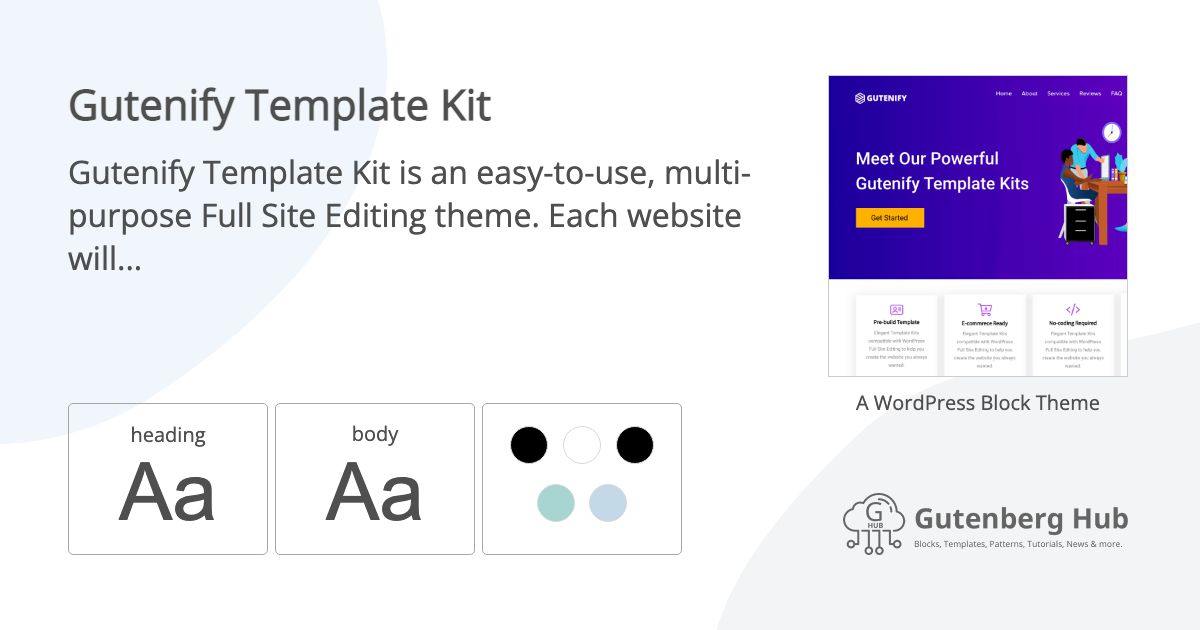 Gutenify Template Kit
Gutenify Template Kit is an easy-to-use, multi-
purpose Full Site Editing theme. Each website
will...
heading
Aa
body
Aa
GUTENIFY
Home About Services Reviews FAQ
Meet Our Powerful
Gutenify Template Kits
Get Started
Pre-build Template
Elegant Template Kits
compatible with WordPress
Full Site Editing to help you
create the website you always
wanted.
E-commrece Ready
Elegant Template Kits
compatible with WordPress
Full Site Editing to help you
create the website you always
wanted.
No-coding Required
Elegant Template Kits
compatible with WordPress
Full Site Editing to help you
create the website you always
wanted.
A WordPress Block Theme
G
HUB
Gutenberg Hub
Blocks, Templates, Patterns, Tutorials, News & more.